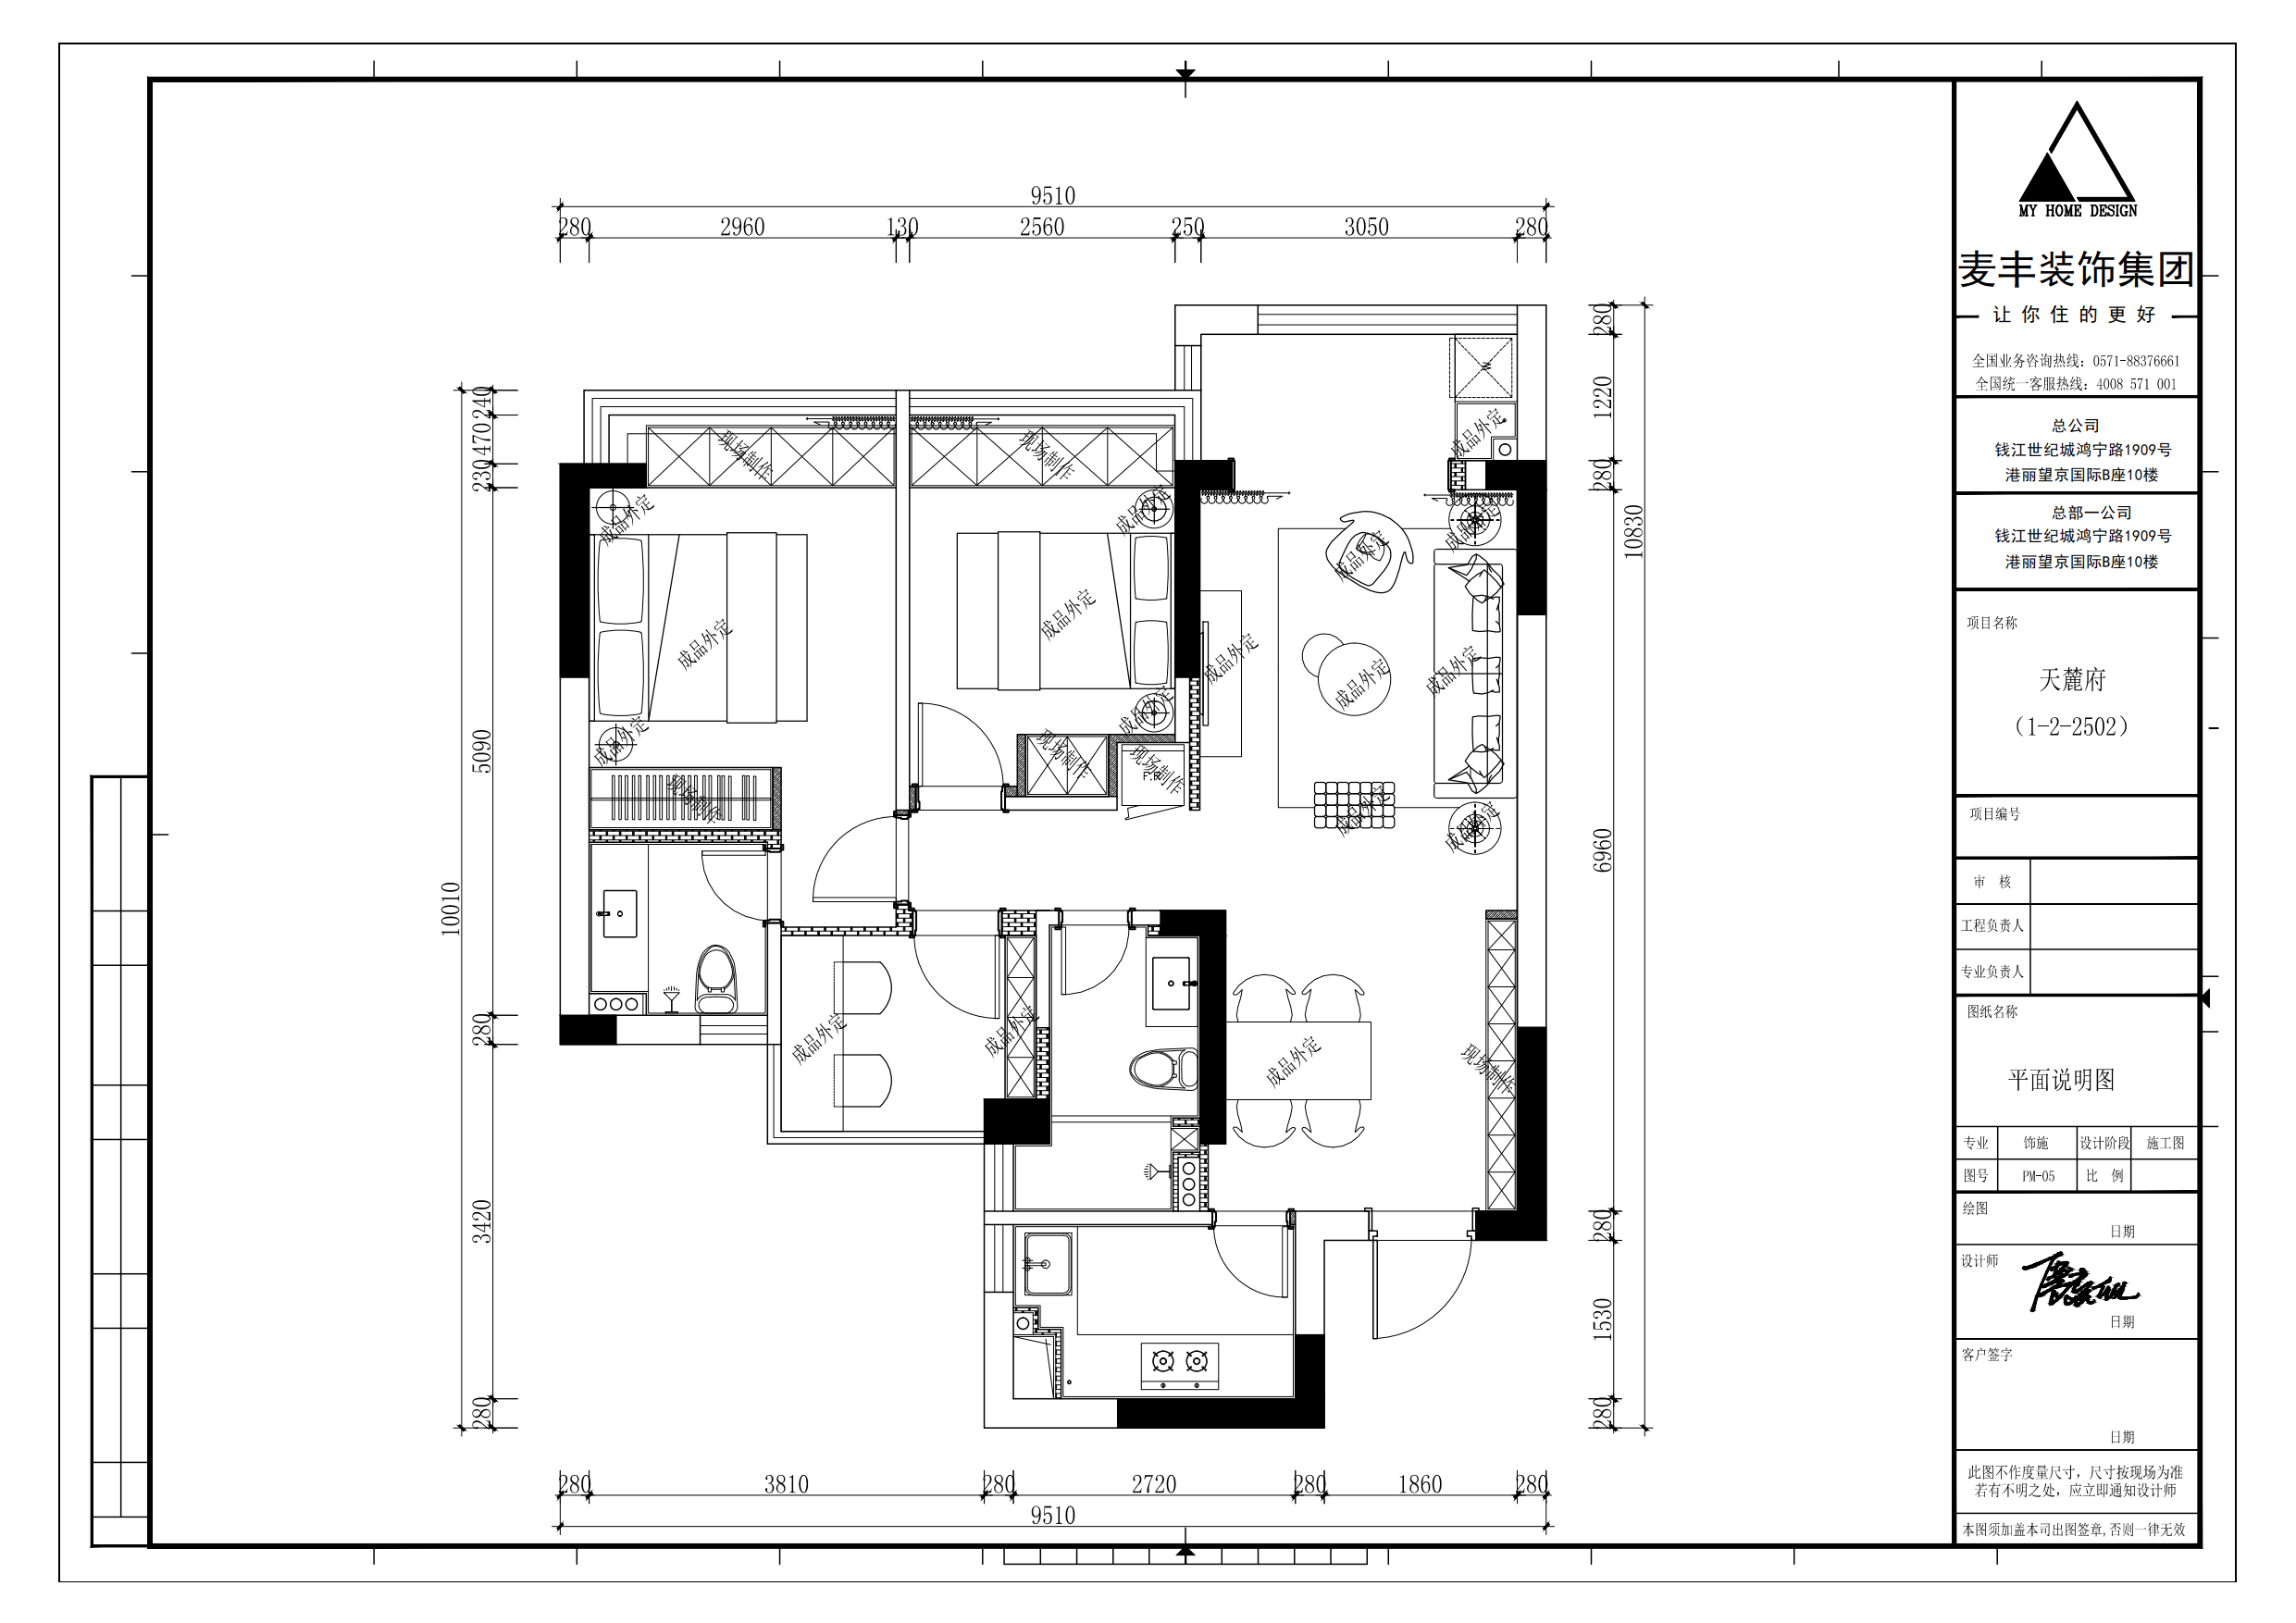 9510
280 2960 130 2560 250 3050 280
280
1220
280
10830
6960
280
1530
280
240
470
230
5090
10010
280
3420
280
现场制作
现场制作
成品外定
成品外定
成品外定
成品外定
成品外定
成品外定
成品外定
成品外定
成品外定
成品外定
成品外定
成品外定
成品外定
现场制作
现场制作
F.R
现场制作
成品外定
成品外定
成品外定
成品外定
成品外定
现场制作
280 3810 280 2720 280 1860 280
9510
MY HOME DESIGN
麦丰装饰集团
让你住的更好
全国业务咨询热线：0571-88376661
全国统一客服热线：4008 571 001
总公司
钱江世纪城鸿宁路1909号
港丽望京国际B座10楼
总部一公司
钱江世纪城鸿宁路1909号
港丽望京国际B座10楼
项目名称
天麓府
（1-2-2502）
项目编号
审 核
工程负责人
专业负责人
图纸名称
平面说明图
专业 饰施 设计阶段 施工图
图号 PM-05 比 例
绘图
日期
设计师
日期
客户签字
日期
此图不作度量尺寸，尺寸按现场为准
若有不明之处，应立即通知设计师
本图须加盖本司出图签章,否则一律无效